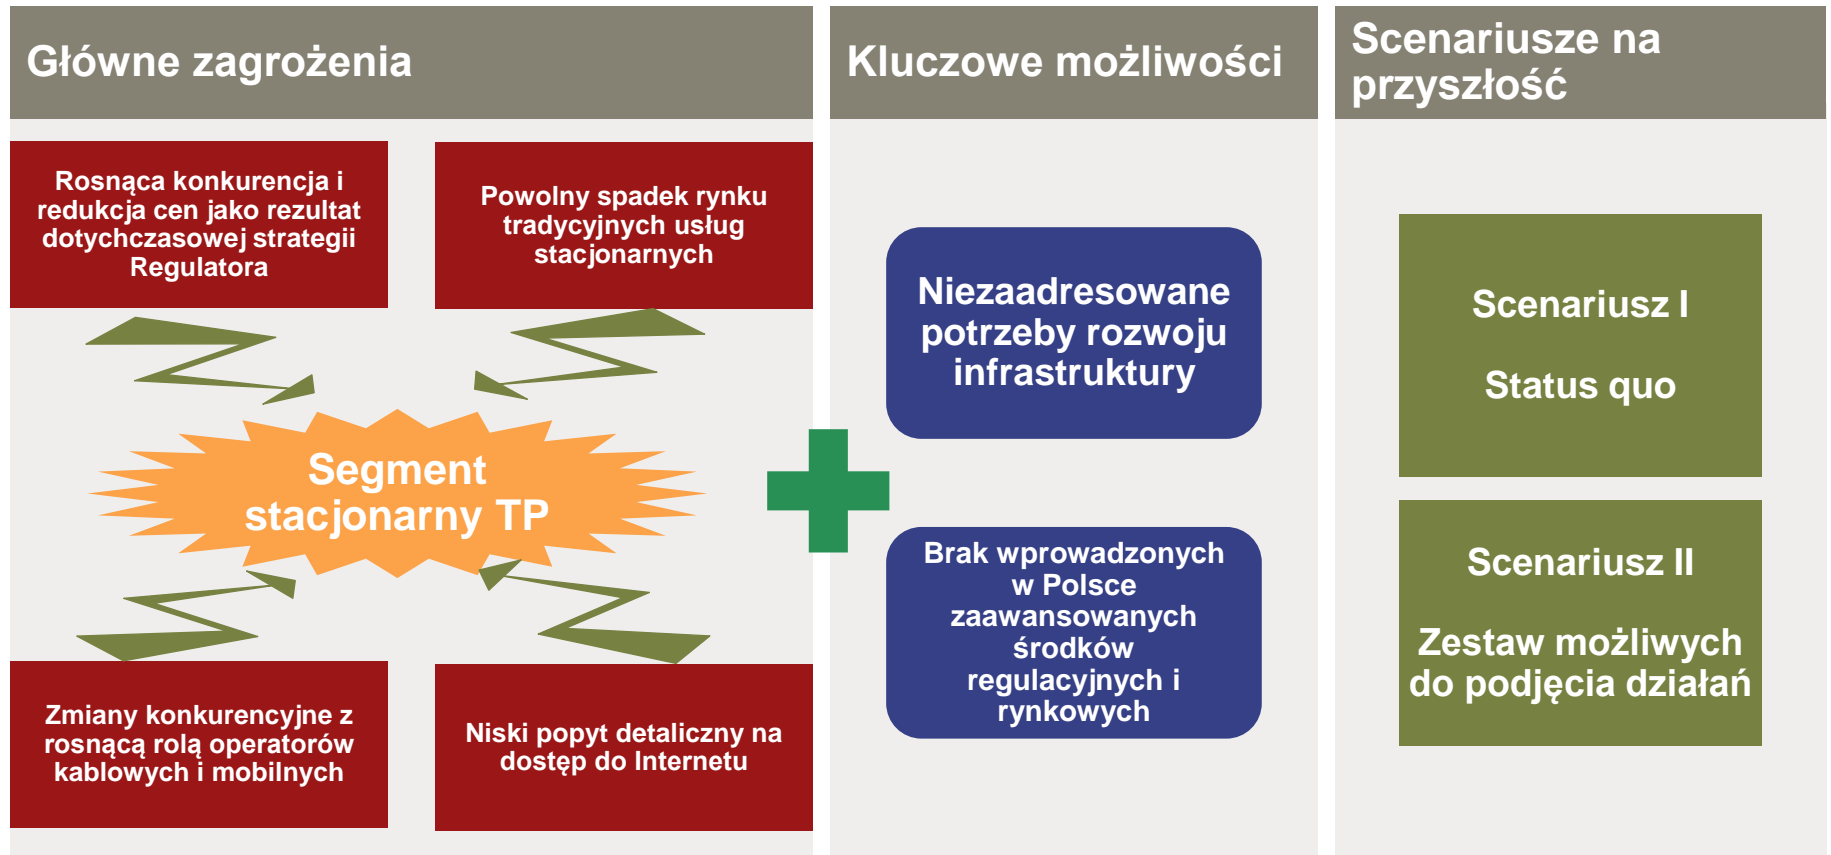 Główne zagrożenia
Rosnąca konkurencja i
redukcja cen jako rezultat
dotychczasowej strategii
Regulatora
Powolny spadek rynku
tradycyjnych usług
stacjonarnych
Segment
stacjonarny TP
Zmiany konkurencyjne z
rosnącą rolą operatorów
kablowych i mobilnych
Niski popyt detaliczny na
dostęp do Internetu
Kluczowe możliwości
Niezaadresowane
potrzeby rozwoju
infrastruktury
Brak wprowadzonych
w Polsce
zaawansowanych
środków
regulacyjnych i
rynkowych
Scenariusze na
przyszłość
Scenariusz I
Status quo
Scenariusz II
Zestaw możliwych
do podjęcia działań